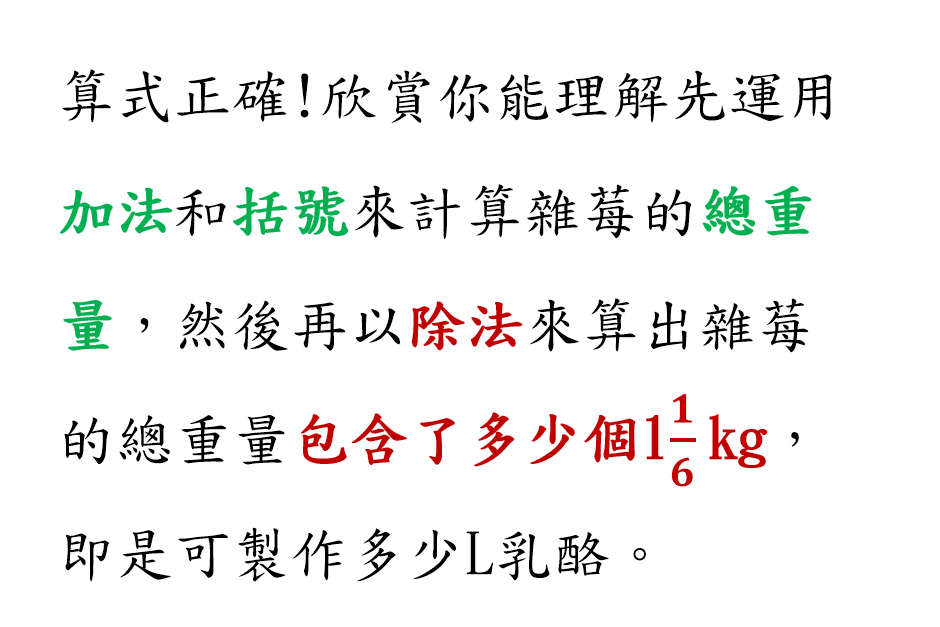 算式正確!欣賞你能理解先運用
加法和括號來計算雜莓的總重
量，然後再以除法來算出雜莓
的總重量包含了多少個1 1/6 kg，
即是可製作多少L乳酪。